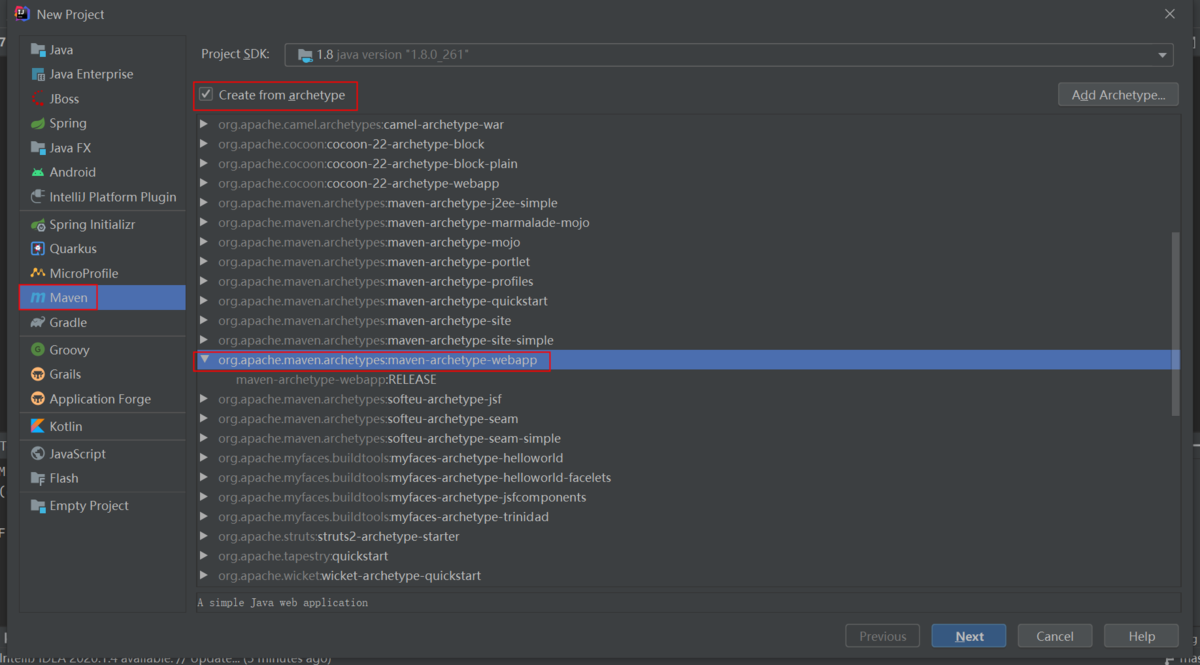 New Project
Java
Java Enterprise
JBoss
Spring
Java FX
Android
IntelliJ Platform Plugin
Spring Initializr
Quarkus
MicroProfile
Maven
Gradle
Groovy
Grails
Application Forge
Kotlin
JavaScript
Flash
Empty Project
Project SDK: 1.8 java version "1.8.0_261"
Create from archetype
Add Archetype...
org.apache.camel.archetypes:camel-archetype-war
org.apache.cocoon:cocoon-22-archetype-block
org.apache.cocoon:cocoon-22-archetype-block-plain
org.apache.cocoon:cocoon-22-archetype-webapp
org.apache.maven.archetypes:maven-archetype-j2ee-simple
org.apache.maven.archetypes:maven-archetype-marmalade-mojo
org.apache.maven.archetypes:maven-archetype-mojo
org.apache.maven.archetypes:maven-archetype-portlet
org.apache.maven.archetypes:maven-archetype-profiles
org.apache.maven.archetypes:maven-archetype-quickstart
org.apache.maven.archetypes:maven-archetype-site
org.apache.maven.archetypes:maven-archetype-site-simple
org.apache.maven.archetypes:maven-archetype-webapp
maven-archetype-webapp:RELEASE
org.apache.maven.archetypes:softeu-archetype-jsf
org.apache.maven.archetypes:softeu-archetype-seam
org.apache.maven.archetypes:softeu-archetype-seam-simple
org.apache.myfaces.buildtools:myfaces-archetype-helloworld
org.apache.myfaces.buildtools:myfaces-archetype-helloworld-facelets
org.apache.myfaces.buildtools:myfaces-archetype-jsfcomponents
org.apache.myfaces.buildtools:myfaces-archetype-trinidad
org.apache.struts:struts2-archetype-starter
org.apache.tapestry:quickstart
org.apache.wicket:wicket-archetype-quickstart
A simple Java web application
Previous
Next
Cancel
Help
IntelliJ IDEA 2020.1.4 available: // Update... (5 minutes ago)